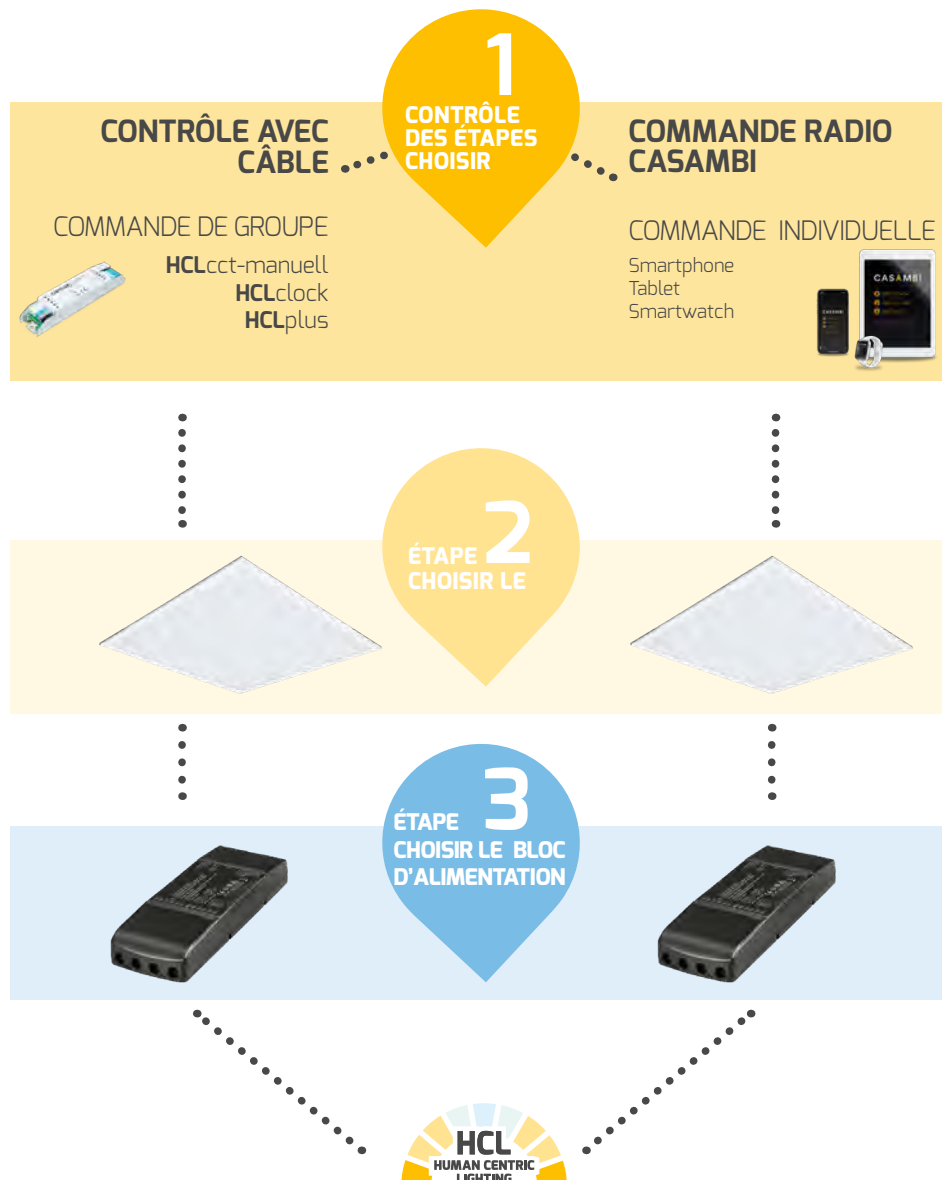 1
CONTRÔLE
DES ÉTAPES
CHOISIR
CONTRÔLE AVEC
CÂBLE
COMMANDE DE GROUPE
HCLcct-manuell
HCLclock
HCLplus
COMMANDE RADIO
CASAMBI
COMMANDE INDIVIDUELLE
Smartphone
Tablet
Smartwatch
CASAMBI
ÉTAPE 2
CHOISIR LE
ÉTAPE 3
CHOISIR LE BLOC
D'ALIMENTATION
HCL
HUMAN CENTRIC
LIGHTING